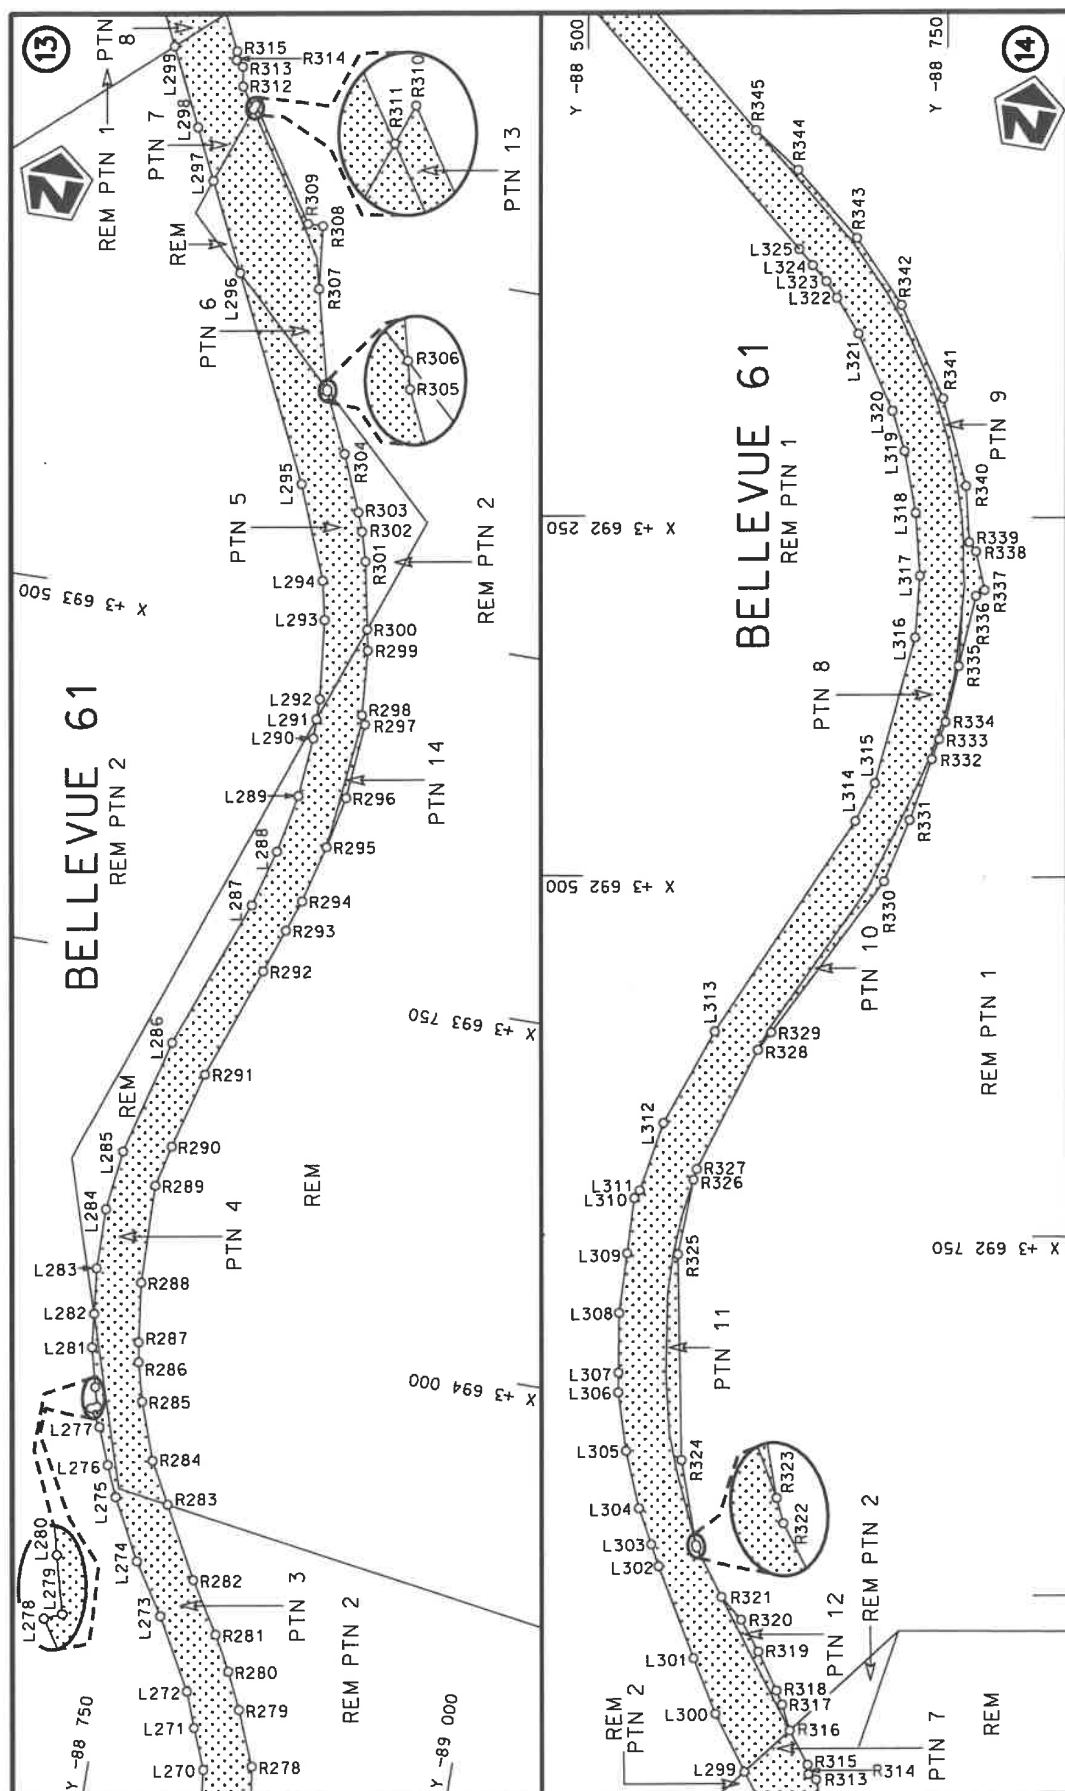 13
PTN 8
REM PTN 1
L299
R315
R314
R313
R312
L298
PTN 7
L297
REM
R311
R310
PTN 13
R309
R308
L296
R307
PTN 6
R306
R305
R304
L295
PTN 5
R303
R302
R301
REM PTN 2
L294
X +3 693 500
L293
R300
R299
L292
L291
L290
R298
R297
BELLEVUE 61
REM PTN 2
L289
R296
PTN 14
L288
R295
L287
R294
R293
R292
X +3 693 750
L286
R291
REM
L285
R290
L284
R289
REM
PTN 4
L283
R288
L282
L281
R287
R286
X +3 694 000
R285
L277
L276
R284
L275
R283
L280
L279
L278
L274
R282
PTN 3
L273
R281
REM PTN 2
R280
L272
R279
L271
L270
R278
Y -88 750
Y -89 000
14
Y -88 500
Y -88 750
R345
R344
R343
L325
L324
L323
L322
R342
L321
R341
BELLEVUE 61
REM PTN 1
L320
PTN 9
L319
R340
L318
X +3 692 250
R339
R338
L317
R337
R336
L316
R335
PTN 8
R334
R333
R332
L315
L314
R331
X +3 692 500
R330
PTN 10
REM PTN 1
L313
R329
R328
L312
R327
R326
L311
L310
L309
R325
X +3 692 750
L308
PTN 11
L307
L306
L305
R324
R323
R322
L304
L303
L302
R321
R320
PTN 12
REM PTN 2
R319
L301
R318
R317
L300
R316
REM PTN 2
PTN 7
REM
L299
R315
R314
R313